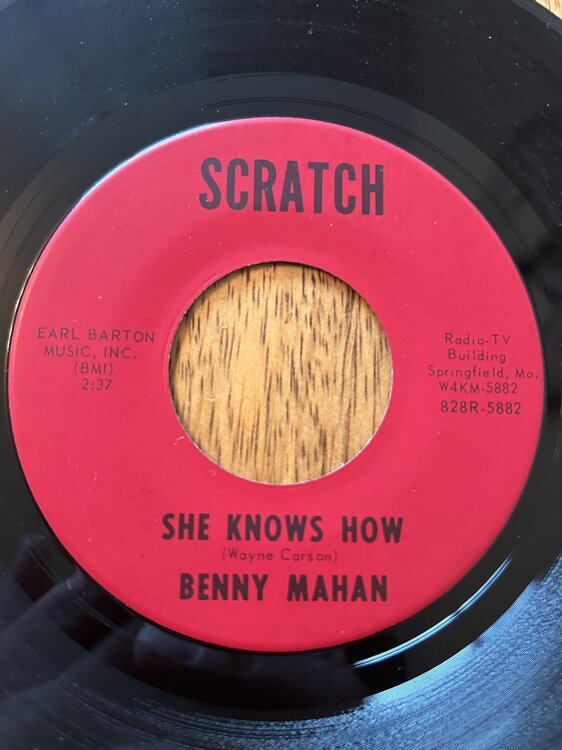 SCRATCH
EARL BARTON
MUSIC, INC.
(BMI)
2:37
Radio-TV
Building
Springfield, Mo.
W4KM-5882
828R-5882
SHE KNOWS HOW
(Wayne Carson)
BENNY MAHAN